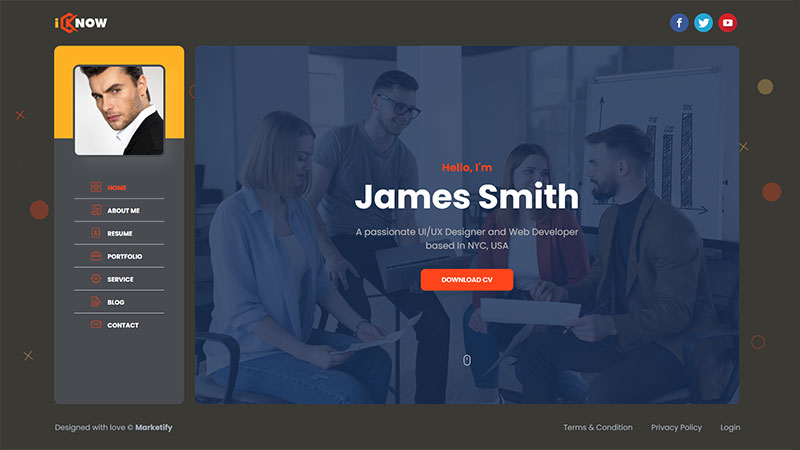 iKNOW
HOME
ABOUT ME
RESUME
PORTFOLIO
SERVICE
BLOG
CONTACT
Hello, I'm
James Smith
A passionate UI/UX Designer and Web Developer
based In NYC, USA
DOWNLOAD CV
Designed with love © Marketify
Terms & Condition Privacy Policy Login